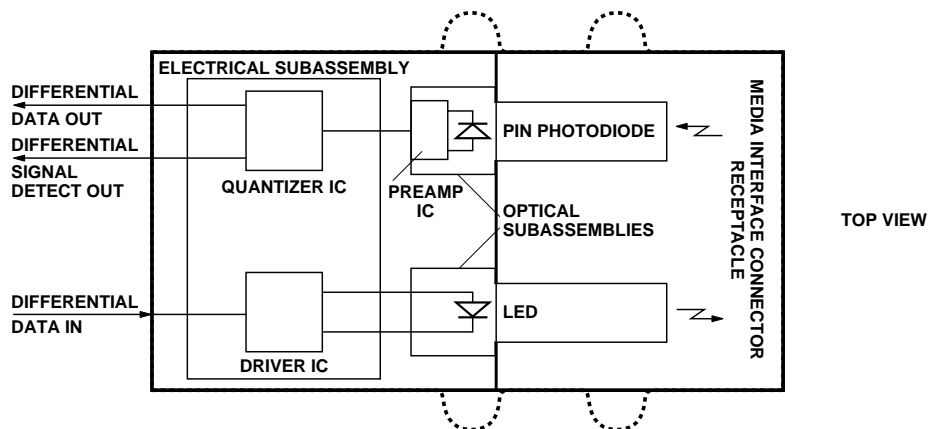 ELECTRICAL SUBASSEMBLY
DIFFERENTIAL
DATA OUT
DIFFERENTIAL
SIGNAL
DETECT OUT
QUANTIZER IC
PREAMP
IC
PIN PHOTODIODE
OPTICAL
SUBASSEMBLIES
DIFFERENTIAL
DATA IN
DRIVER IC
LED
MEDIA INTERFACE CONNECTOR
RECEPTACLE
TOP VIEW